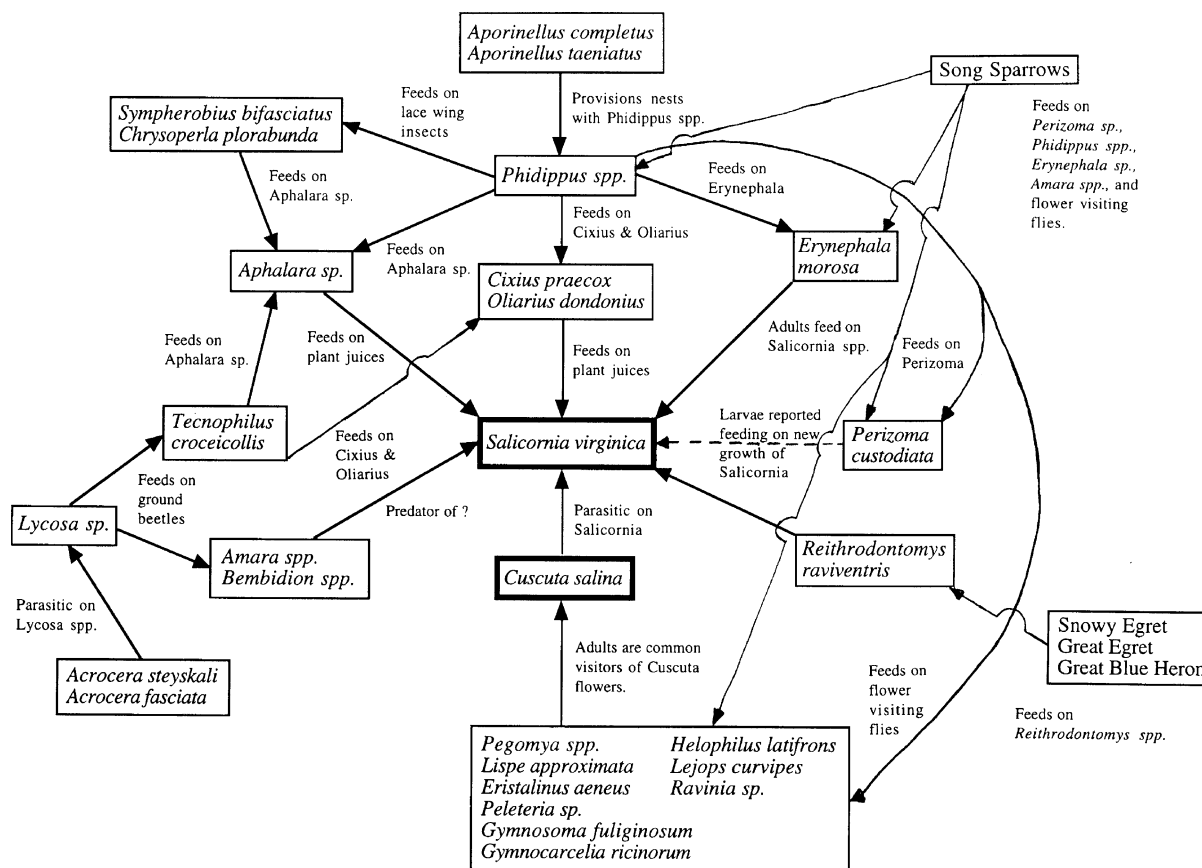 Aporinellus completus
Aporinellus taeniatus
Song Sparrows
Sympherobius bifasciatus
Chrysoperla plorabunda
Feeds on
lace wing
insects
Provisions nests
with Phidippus spp.
Feeds on
Perizoma sp.,
Phidippus spp.,
Erynephala sp.,
Amara spp., and
flower visiting
flies.
Phidippus spp.
Feeds on
Aphalara sp.
Feeds on
Erynephala
Feeds on
Cixius & Oliarius
Aphalara sp.
Feeds on
Aphalara sp.
Cixius praecox
Oliarius dondonius
Erynephala
morosa
Feeds on
Aphalara sp.
Feeds on
plant juices
Feeds on
plant juices
Adults feed on
Salicornia spp.
Feeds on
Perizoma
Tecnophilus
croceicollis
Feeds on
Cixius &
Oliarius
Salicornia virginica
Larvae reported
feeding on new
growth of
Salicornia
Perizoma
custodiata
Feeds on
ground
beetles
Lycosa sp.
Predator of ?
Parasitic on
Salicornia
Amara spp.
Bembidion spp.
Cuscuta salina
Reithrodontomys
raviventris
Parasitic on
Lycosa spp.
Snowy Egret
Great Egret
Great Blue Heron
Acrocera steyskali
Acrocera fasciata
Adults are common
visitors of Cuscuta
flowers.
Feeds on
flower
visiting
flies
Feeds on
Reithrodontomys spp.
Pegomya spp.
Lispe approximata
Eristalinus aeneus
Peleteria sp.
Gymnosoma fuliginosum
Gymnocarcelia ricinorum
Helophilus latifrons
Lejops curvipes
Ravinia sp.